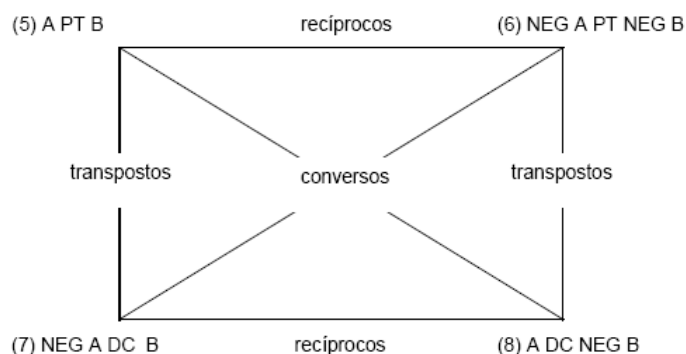 (5) A PT B recíprocos (6) NEG A PT NEG B
transpostos conversos transpostos
(7) NEG A DC B recíprocos (8) A DC NEG B